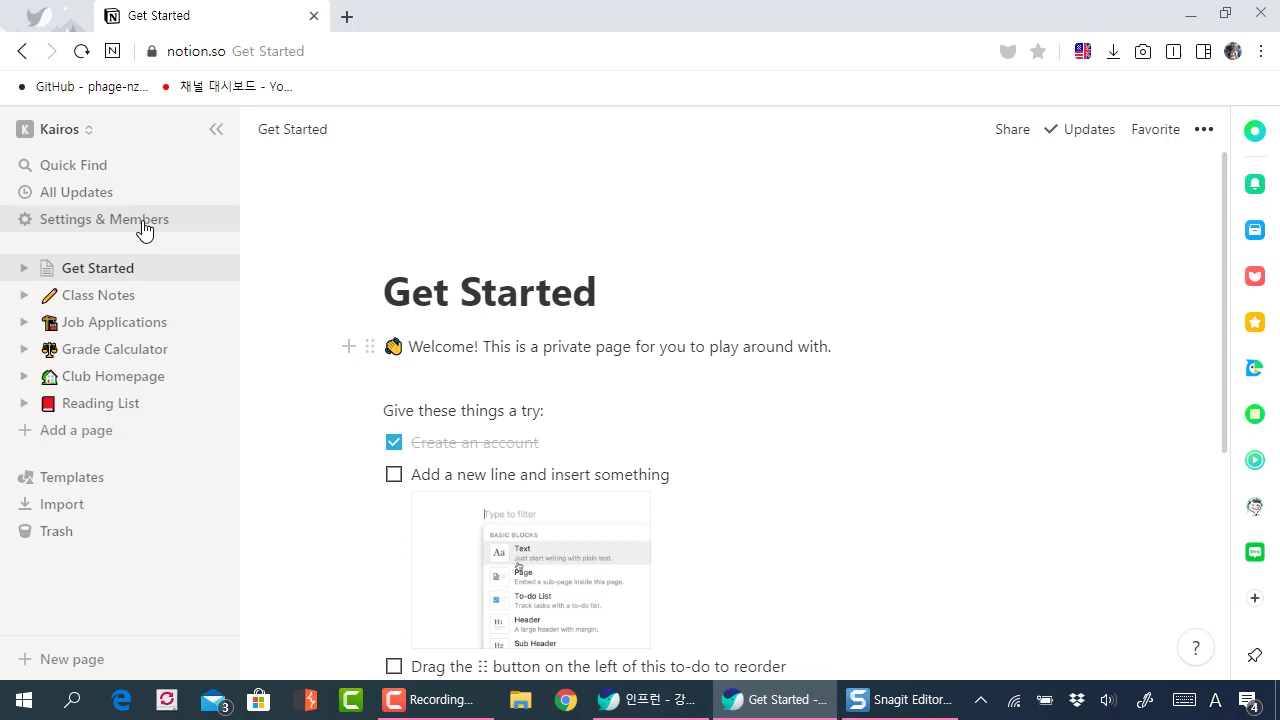 Get Started
notion.so Get Started
GitHub - phage-nz...
채널 대시보드 - Yo...
K Kairos
Get Started
Share
Updates
Favorite
Quick Find
All Updates
Settings & Members
Get Started
Class Notes
Job Applications
Grade Calculator
Club Homepage
Reading List
Add a page
Templates
Import
Trash
New page
Get Started
Welcome! This is a private page for you to play around with.
Give these things a try:
Create an account
Add a new line and insert something
Type to filter
BASIC BLOCKS
Aa Text
Just start writing with plain text.
Page
Embed a sub-page inside this page.
To-do List
Track tasks with a to-do list.
H1 Header
A large header with margin.
H2 Sub Header
Drag the ⠿ button on the left of this to-do to reorder
?
3
Recording...
인프런 - 강...
Get Started -...
Snagit Editor...
A
4